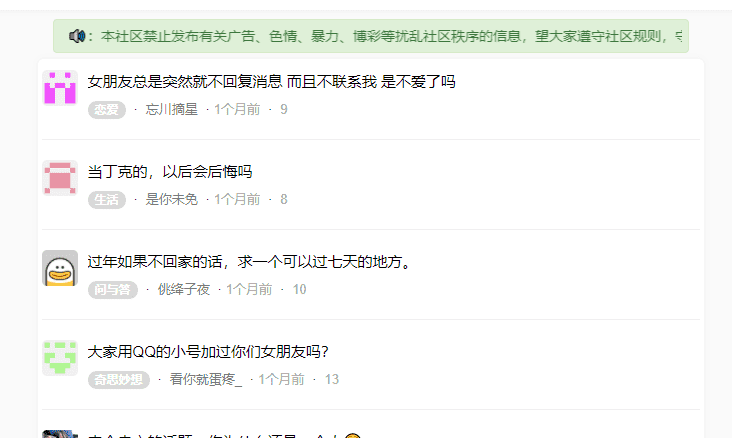 ：本社区禁止发布有关广告、色情、暴力、博彩等扰乱社区秩序的信息，望大家遵守社区规则，
女朋友总是突然就不回复消息 而且不联系我 是不爱了吗
恋爱 · 忘川摘星 · 1个月前 · 9
当丁克的，以后会后悔吗
生活 · 是你未免 · 1个月前 · 8
过年如果不回家的话，求一个可以过七天的地方。
问与答 · 佻绛子夜 · 1个月前 · 10
大家用QQ的小号加过你们女朋友吗?
奇思妙想 · 看你就蛋疼_ · 1个月前 · 13